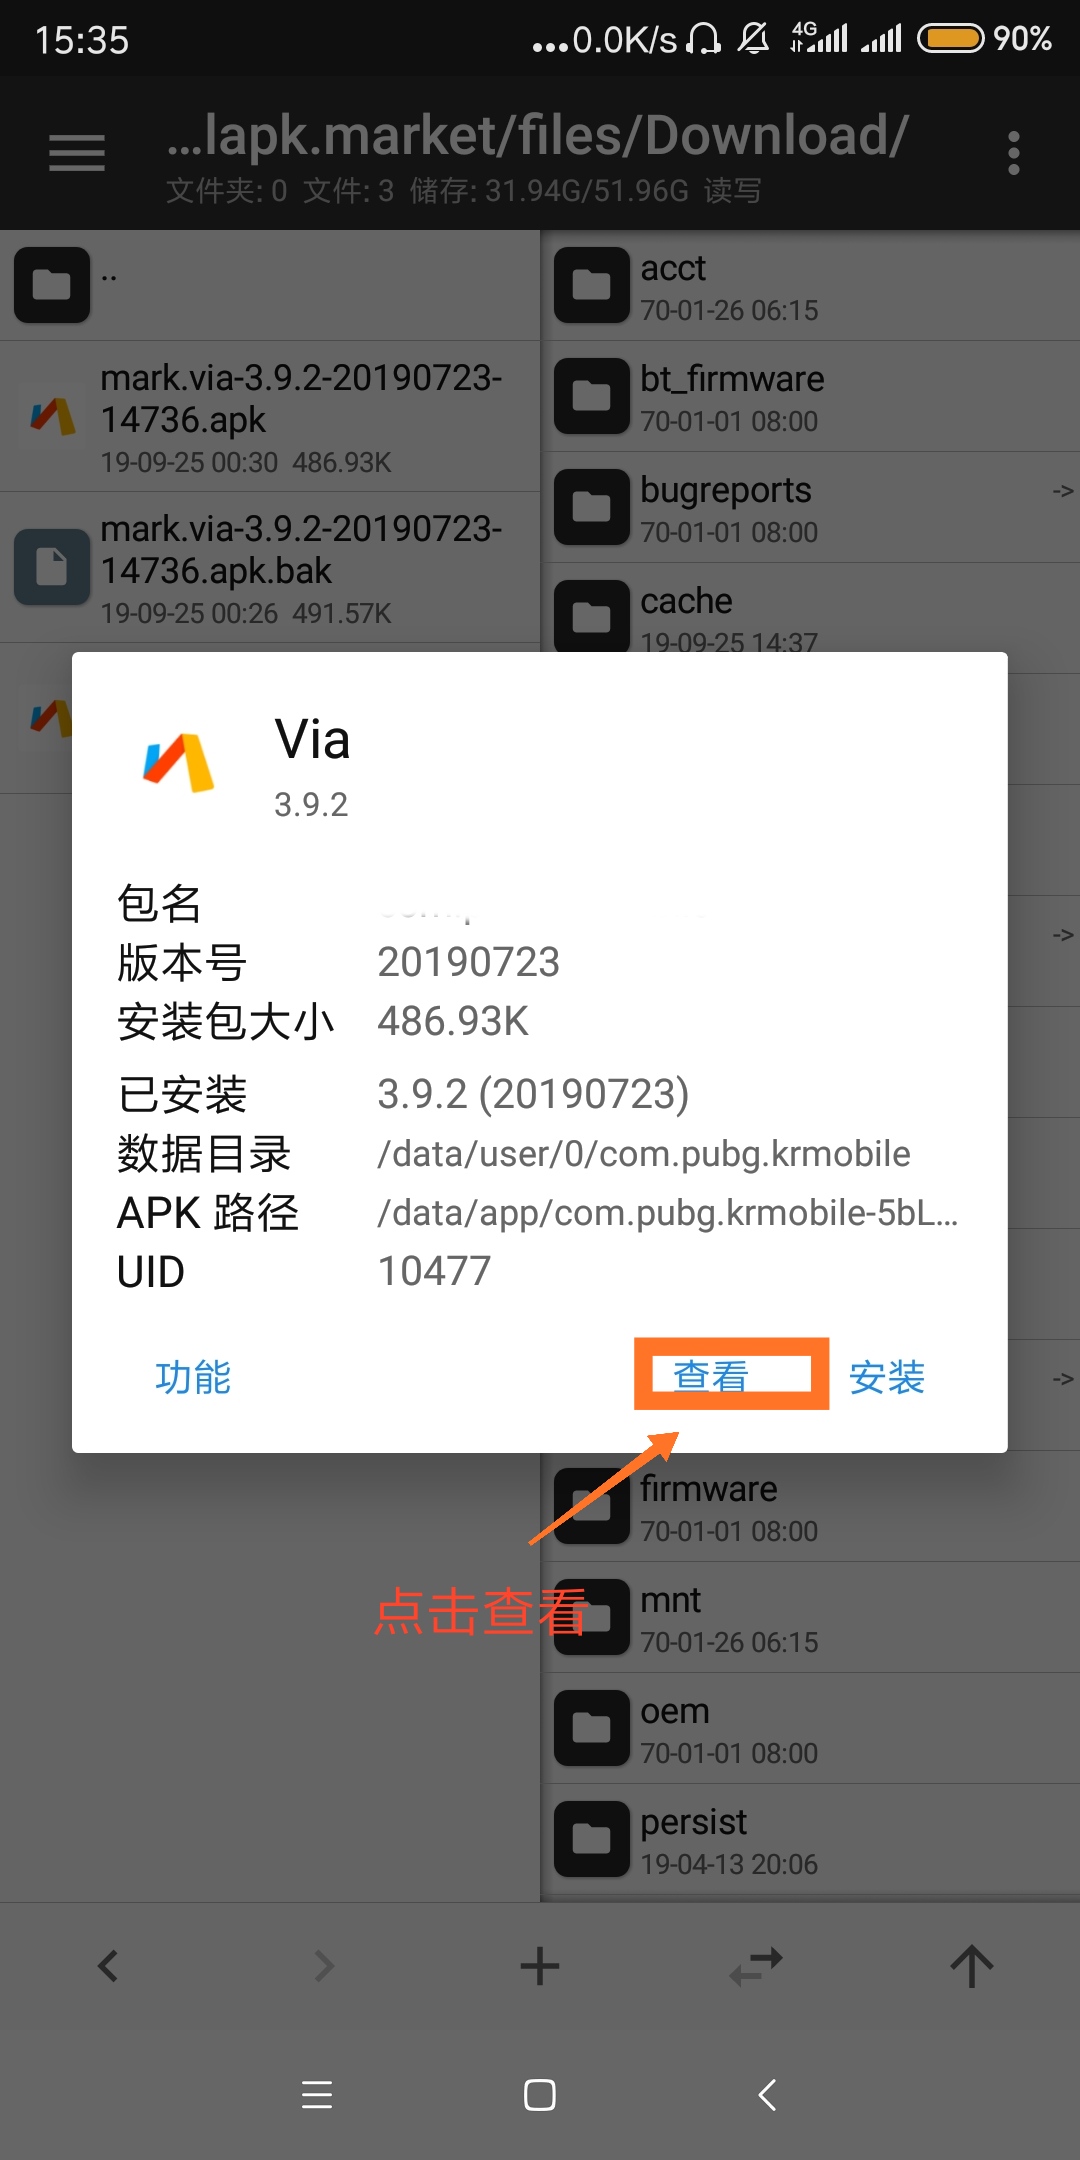 15:35
...0.0K/s
4G
90%
...lapk.market/files/Download/
文件夹: 0 文件: 3 储存: 31.94G/51.96G 读写
..
mark.via-3.9.2-20190723-
14736.apk
19-09-25 00:30 486.93K
mark.via-3.9.2-20190723-
14736.apk.bak
19-09-25 00:26 491.57K
acct
70-01-26 06:15
bt_firmware
70-01-01 08:00
bugreports
->
70-01-01 08:00
cache
19-09-25 14:37
Via
3.9.2
包名
版本号 20190723
安装包大小 486.93K
已安装 3.9.2 (20190723)
数据目录 /data/user/0/com.pubg.krmobile
APK 路径 /data/app/com.pubg.krmobile-5bL...
UID 10477
功能 查看 安装
->
->
点击查看
firmware
70-01-01 08:00
mnt
70-01-26 06:15
oem
70-01-01 08:00
persist
19-04-13 20:06